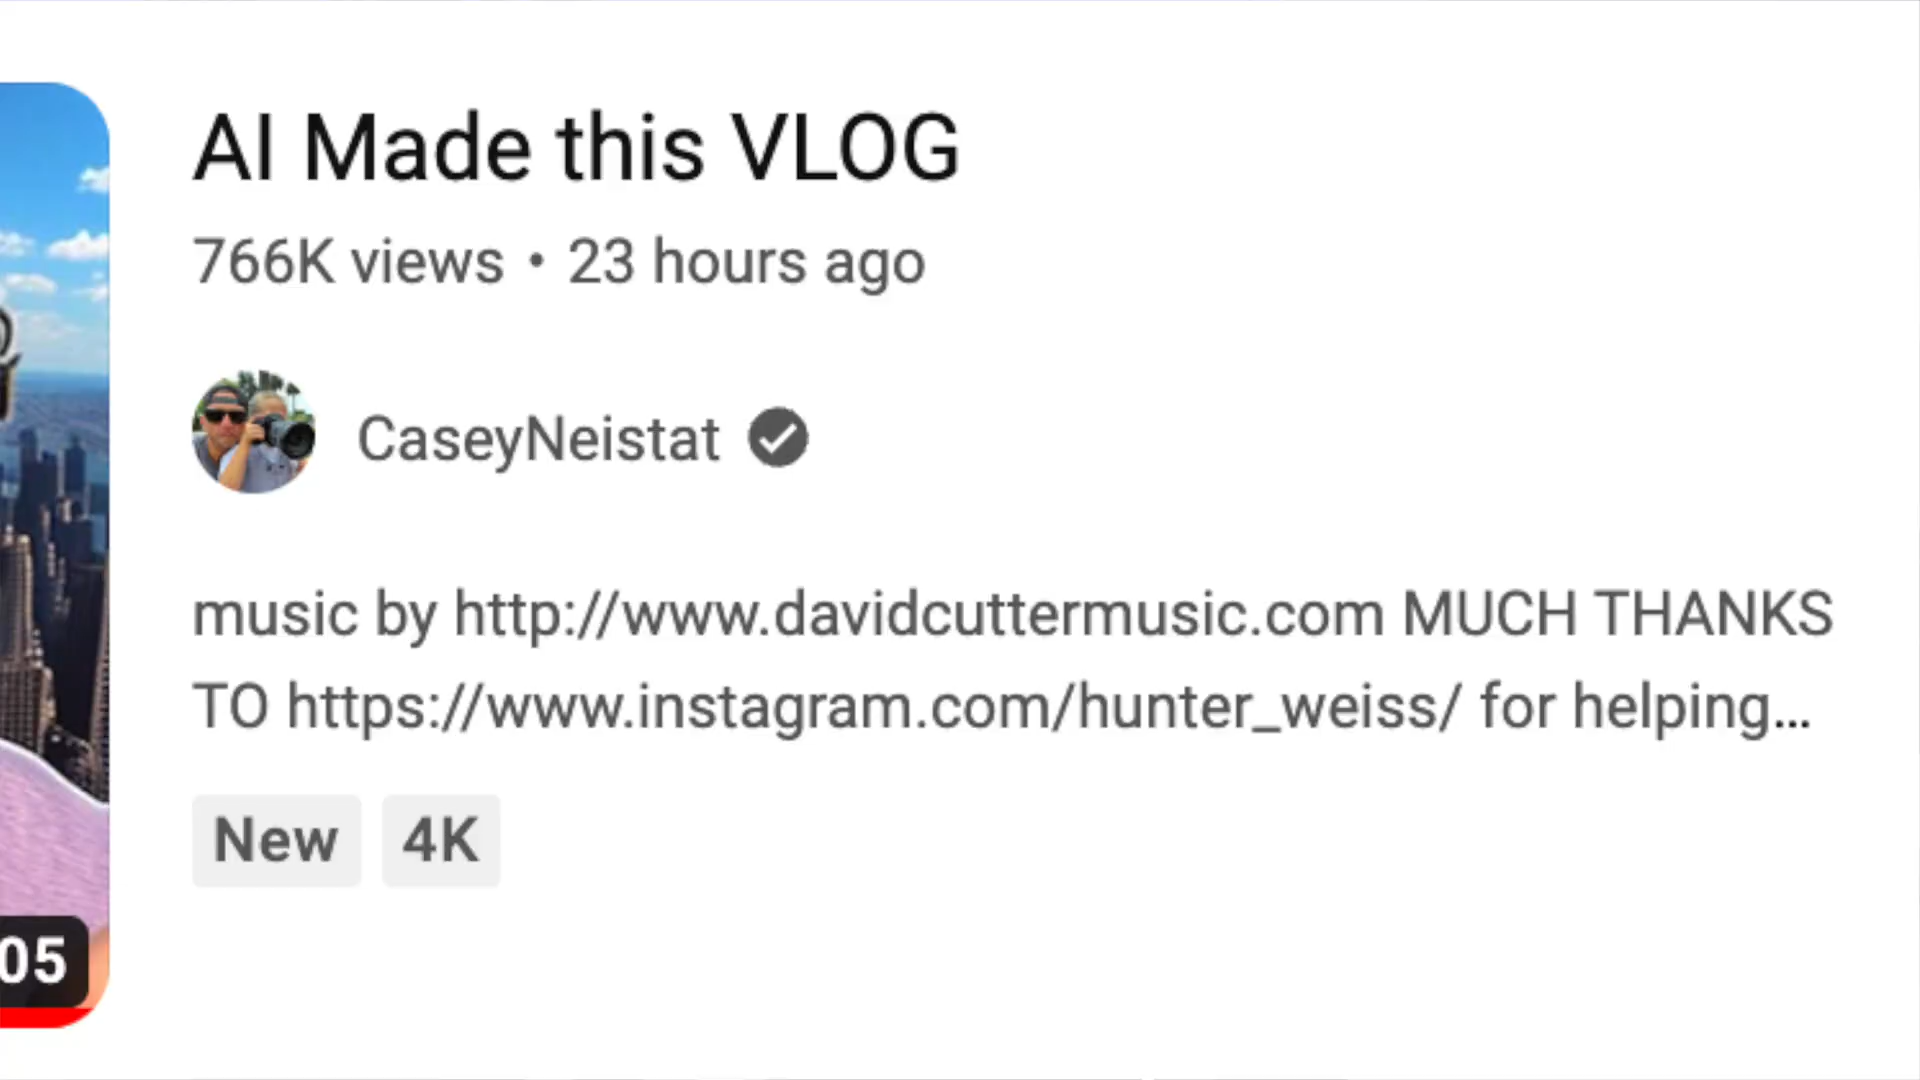 AI Made this VLOG
766K views • 23 hours ago
CaseyNeistat
music by http://www.davidcuttermusic.com MUCH THANKS
TO https://www.instagram.com/hunter_weiss/ for helping...
New 4K
05